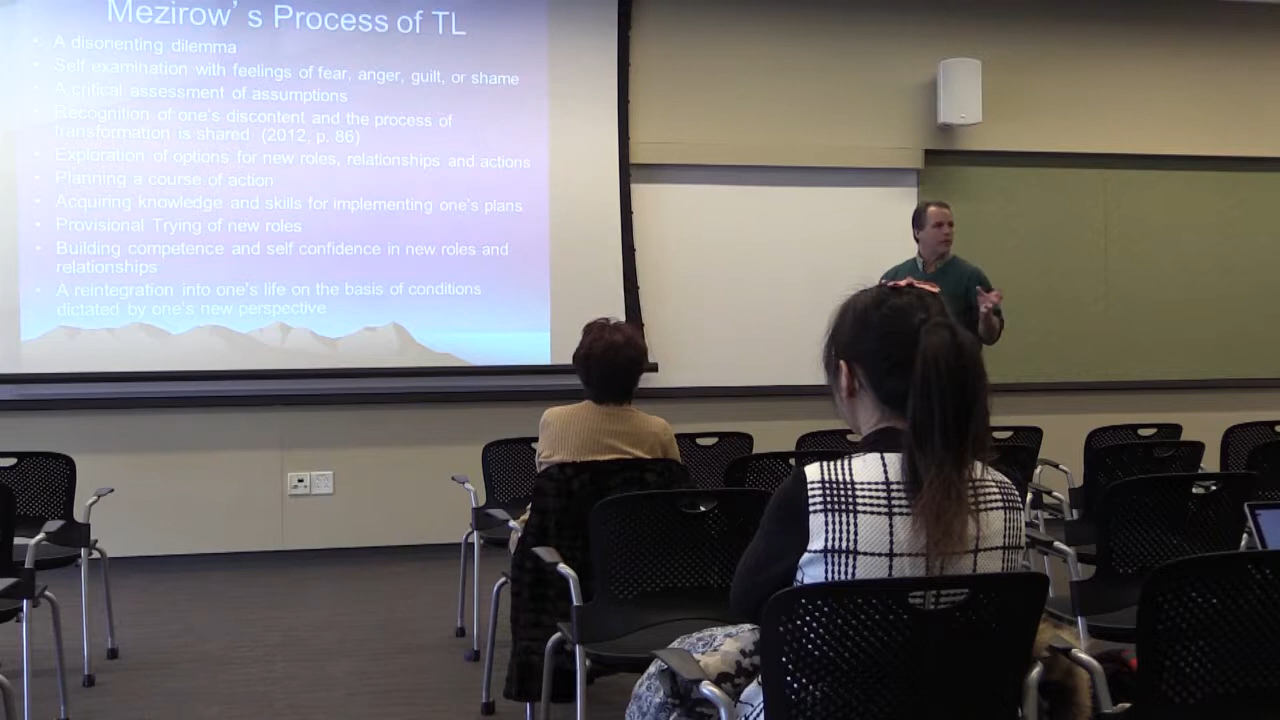 Mezirow's Process of TL
• A disorienting dilemma
• Self examination with feelings of fear, anger, guilt, or shame
• A critical assessment of assumptions
• Recognition of one's discontent and the process of
transformation is shared (2012, p. 86)
• Exploration of options for new roles, relationships and actions
• Planning a course of action
• Acquiring knowledge and skills for implementing one's plans
• Provisional Trying of new roles
• Building competence and self confidence in new roles and
relationships
• A reintegration into one's life on the basis of conditions
dictated by one's new perspective